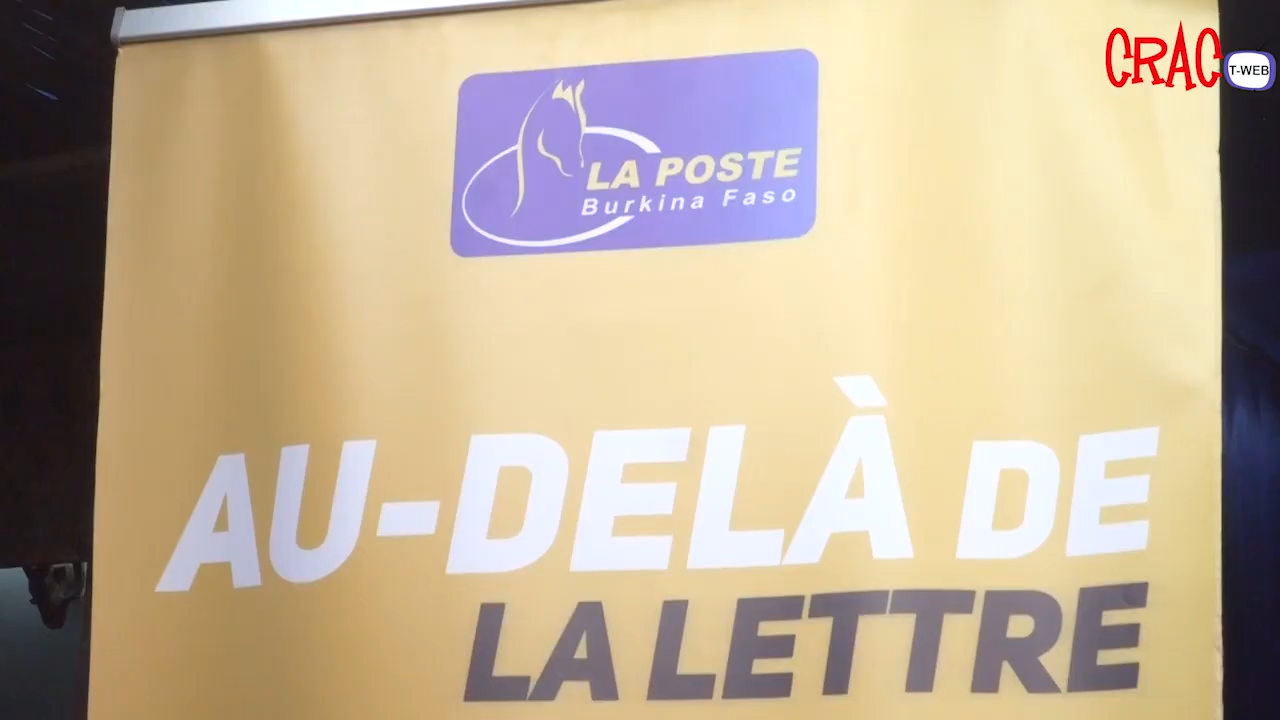 CRAC
T-WEB
LA POSTE
Burkina Faso
AU-DELÀ DE
LA LETTRE